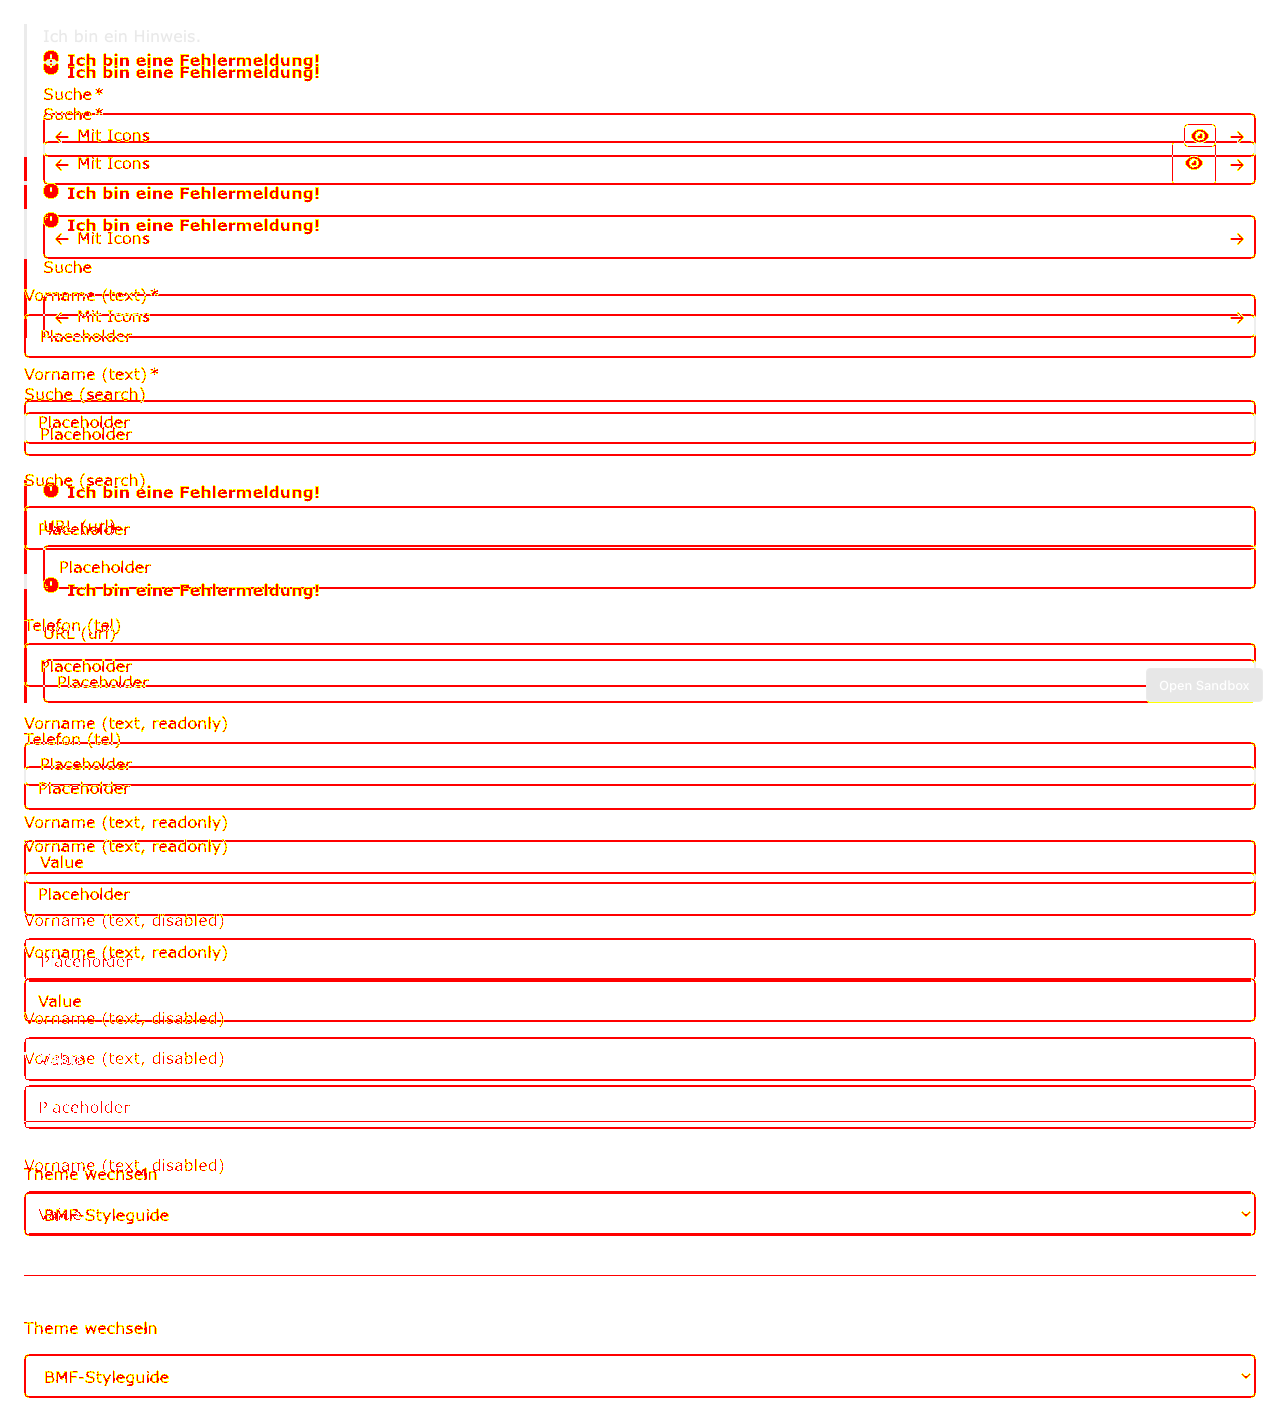 Ich bin ein Hinweis.
Ich bin eine Fehlermeldung!
Ich bin eine Fehlermeldung!
Suche*
Suche*
← Mit Icons →
← Mit Icons →
Ich bin eine Fehlermeldung!
Ich bin eine Fehlermeldung!
← Mit Icons →
Suche
Vorname (text)*
← Mit Icons →
Placeholder
Vorname (text)*
Suche (search)
Placeholder
Placeholder
Suche (search)
Ich bin eine Fehlermeldung!
URL (url)
Placeholder
Placeholder
Ich bin eine Fehlermeldung!
Telefon (tel)
URL (url)
Placeholder
Placeholder
Open Sandbox
Vorname (text, readonly)
Telefon (tel)
Placeholder
Placeholder
Vorname (text, readonly)
Vorname (text, readonly)
Value
Placeholder
Vorname (text, disabled)
Vorname (text, readonly)
Placeholder
Value
Vorname (text, disabled)
Vorname (text, disabled)
Value
Placeholder
Vorname (text, disabled)
Theme wechseln
Value
BMF-Styleguide
Theme wechseln
BMF-Styleguide